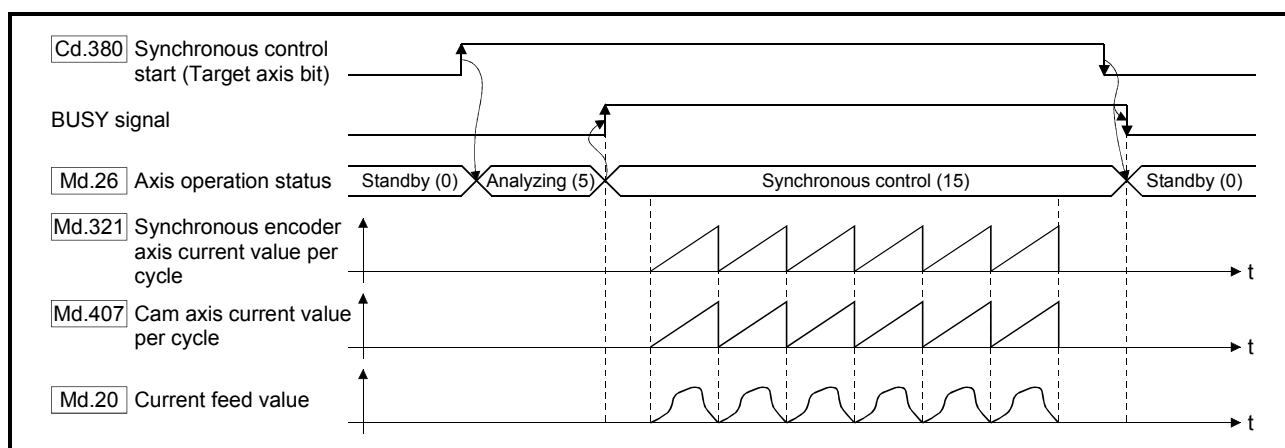 Cd.380 Synchronous control
start (Target axis bit)
BUSY signal
Md.26 Axis operation status
Standby (0)
Analyzing (5)
Synchronous control (15)
Standby (0)
Md.321 Synchronous encoder
axis current value per
cycle
t
Md.407 Cam axis current value
per cycle
t
Md.20 Current feed value
t